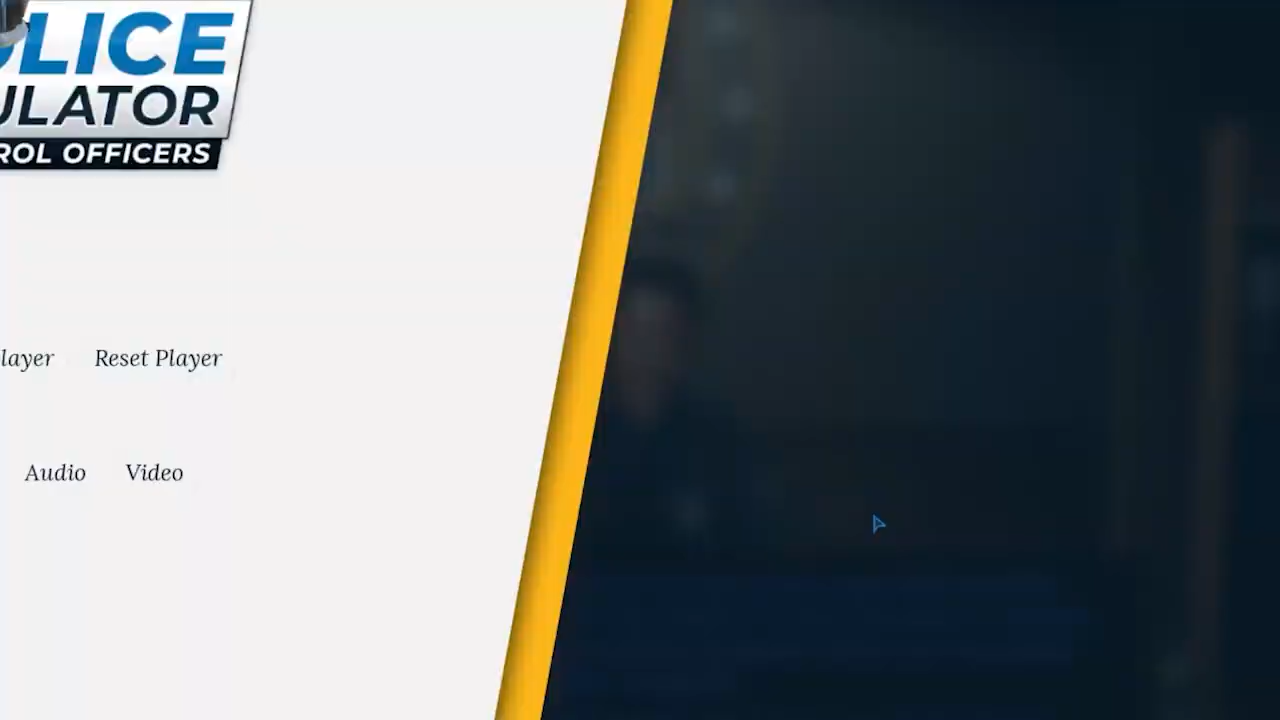 LICE
ULATOR
ROL OFFICERS
layer Reset Player
Audio Video